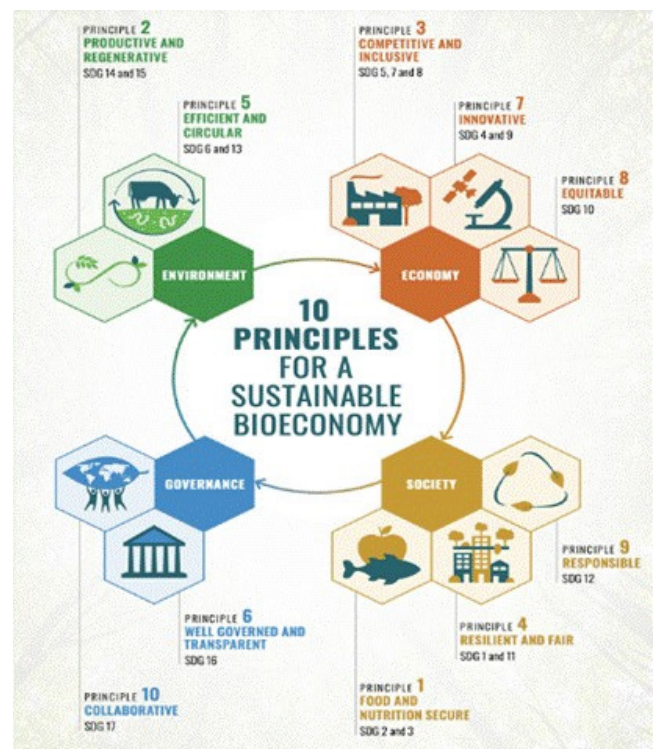 PRINCIPLE 2
PRODUCTIVE AND
REGENERATIVE
SDG 14 and 15
PRINCIPLE 3
COMPETITIVE AND
INCLUSIVE
SDG 5, 7 and 8
PRINCIPLE 5
EFFICIENT AND
CIRCULAR
SDG 6 and 13
PRINCIPLE 7
INNOVATIVE
SDG 4 and 9
PRINCIPLE 8
EQUITABLE
SDG 10
ENVIRONMENT
ECONOMY
10
PRINCIPLES
FOR A
SUSTAINABLE
BIOECONOMY
GOVERNANCE
SOCIETY
PRINCIPLE 9
RESPONSIBLE
SDG 12
PRINCIPLE 6
WELL GOVERNED AND
TRANSPARENT
SDG 16
PRINCIPLE 4
RESILIENT AND FAIR
SDG 1 and 11
PRINCIPLE 10
COLLABORATIVE
SDG 17
PRINCIPLE 1
FOOD AND
NUTRITION SECURE
SDG 2 and 3